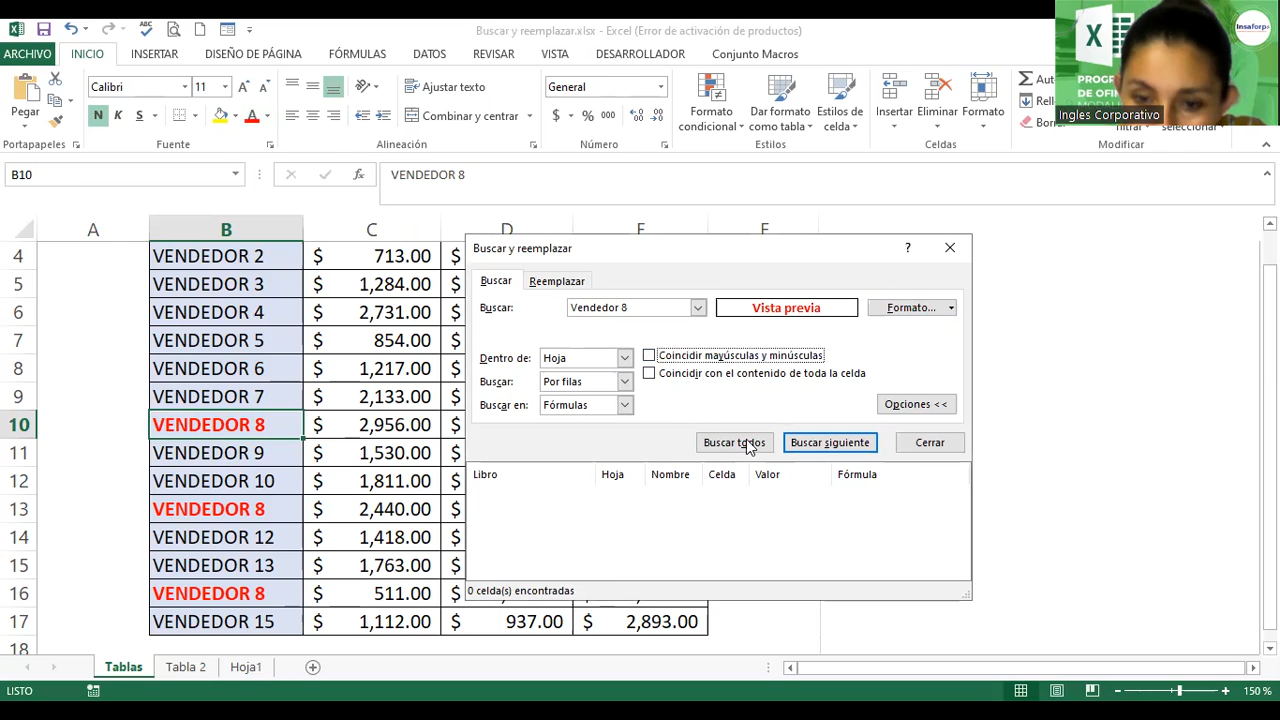 Buscar y reemplazar.xlsx - Excel (Error de activación de productos)
ARCHIVO INICIO INSERTAR DISEÑO DE PÁGINA FÓRMULAS DATOS REVISAR VISTA DESARROLLADOR Conjunto Macros
Pegar
Calibri 11
N K S
Ajustar texto
Combinar y centrar
General
$ % 000
Formato condicional
Dar formato como tabla
Estilos de celda
Insertar Eliminar Formato
Portapapeles Fuente Alineación Número Estilos Celdas Modificar
Insaforp
Ingles Corporativo
B10 VENDEDOR 8
A B C D E F
4 VENDEDOR 2 $ 713.00 $
5 VENDEDOR 3 $ 1,284.00 $
6 VENDEDOR 4 $ 2,731.00 $
7 VENDEDOR 5 $ 854.00 $
8 VENDEDOR 6 $ 1,217.00 $
9 VENDEDOR 7 $ 2,133.00 $
10 VENDEDOR 8 $ 2,956.00 $
11 VENDEDOR 9 $ 1,530.00 $
12 VENDEDOR 10 $ 1,811.00 $
13 VENDEDOR 8 $ 2,440.00 $
14 VENDEDOR 12 $ 1,418.00 $
15 VENDEDOR 13 $ 1,763.00 $
16 VENDEDOR 8 $ 511.00
17 VENDEDOR 15 $ 1,112.00 $ 937.00 $ 2,893.00
18
Buscar y reemplazar ?
Buscar Reemplazar
Buscar: Vendedor 8 Vista previa Formato...
Dentro de: Hoja Coincidir mayúsculas y minúsculas
Buscar: Por filas Coincidir con el contenido de toda la celda
Buscar en: Fórmulas Opciones <<
Buscar todos Buscar siguiente Cerrar
Libro Hoja Nombre Celda Valor Fórmula
0 celda(s) encontradas
Tablas Tabla 2 Hoja1
LISTO 150 %